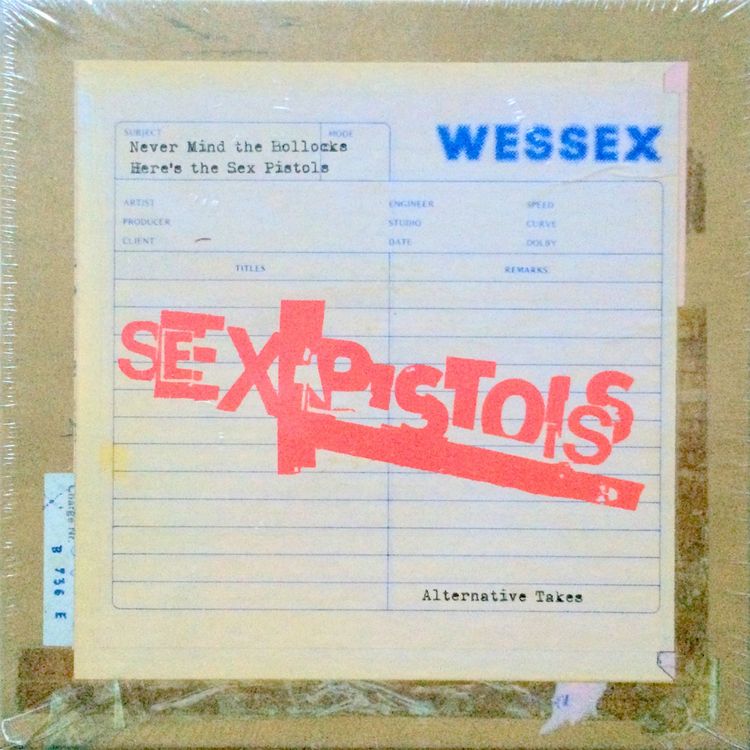 SUBJECT MODE
Never Mind the Bollocks
Here's the Sex Pistols
WESSEX
ARTIST ENGINEER SPEED
PRODUCER STUDIO CURVE
CLIENT DATE DOLBY
TITLES REMARKS
SEX PISTOLS
Alternative Takes
Charge Nr.
B 736 E